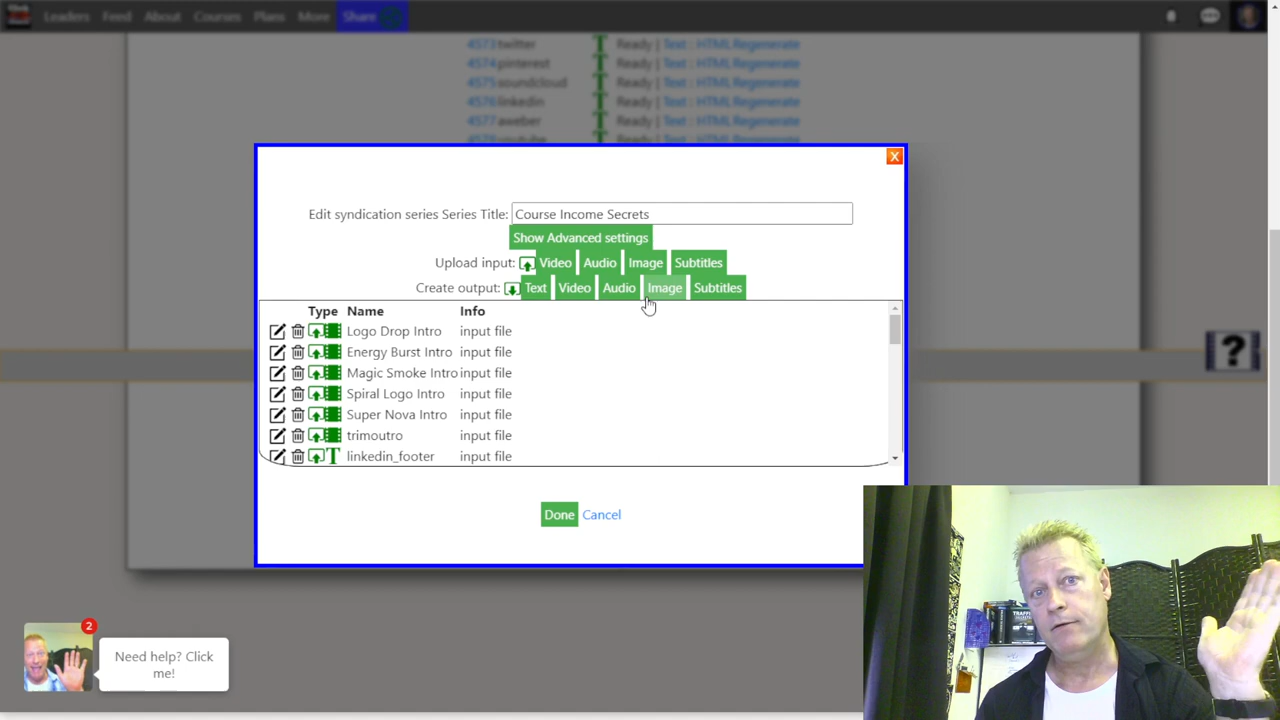 Leaders Feed About Courses Plans More Share
4573 twitter T Ready | Text : HTML Regenerate
4574 pinterest T Ready | Text : HTML Regenerate
4575 soundcloud T Ready | Text : HTML Regenerate
4576 linkedin T Ready | Text : HTML Regenerate
4577 aweber T Ready | Text : HTML Regenerate
X
Edit syndication series Series Title: Course Income Secrets
Show Advanced settings
Upload input: Video Audio Image Subtitles
Create output: Text Video Audio Image Subtitles
Type Name Info
Logo Drop Intro input file
Energy Burst Intro input file
Magic Smoke Intro input file
Spiral Logo Intro input file
Super Nova Intro input file
trimoutro input file
T linkedin_footer input file
?
Done Cancel
2
Need help? Click
me!
TRAFFIC